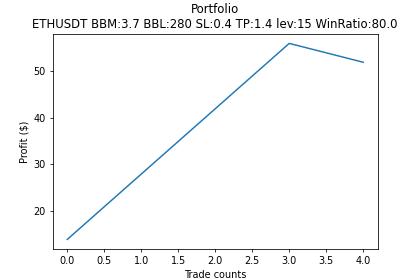 Portfolio
ETHUSDT BBM:3.7 BBL:280 SL:0.4 TP:1.4 lev:15 WinRatio:80.0
50
40
30
20
Profit ($)
0.0 0.5 1.0 1.5 2.0 2.5 3.0 3.5 4.0
Trade counts